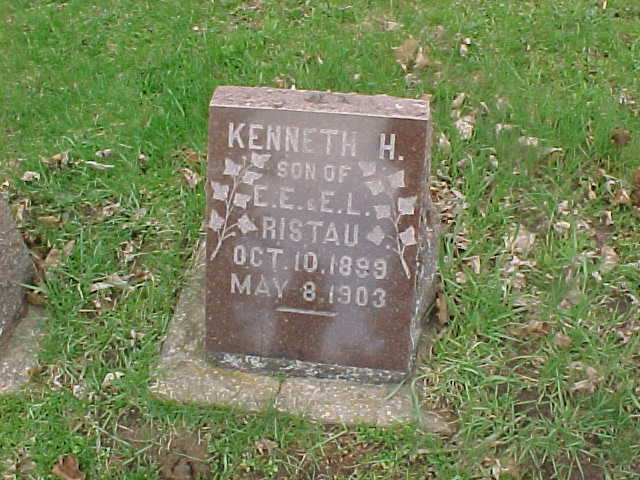 KENNETH H.
SON OF
E.E. & E.L.
RISTAU
OCT. 10. 1899
MAY 8. 1903